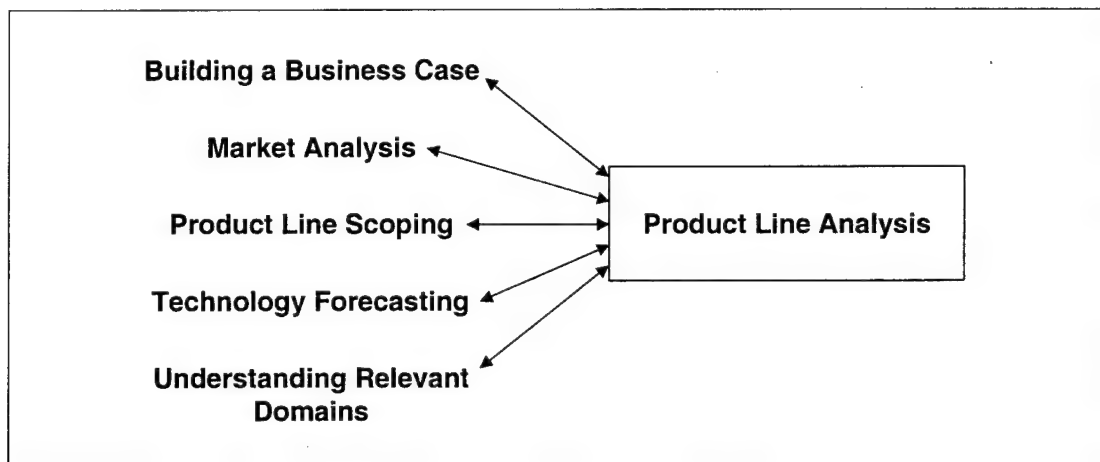 Building a Business Case
Market Analysis
Product Line Scoping
Product Line Analysis
Technology Forecasting
Understanding Relevant
Domains